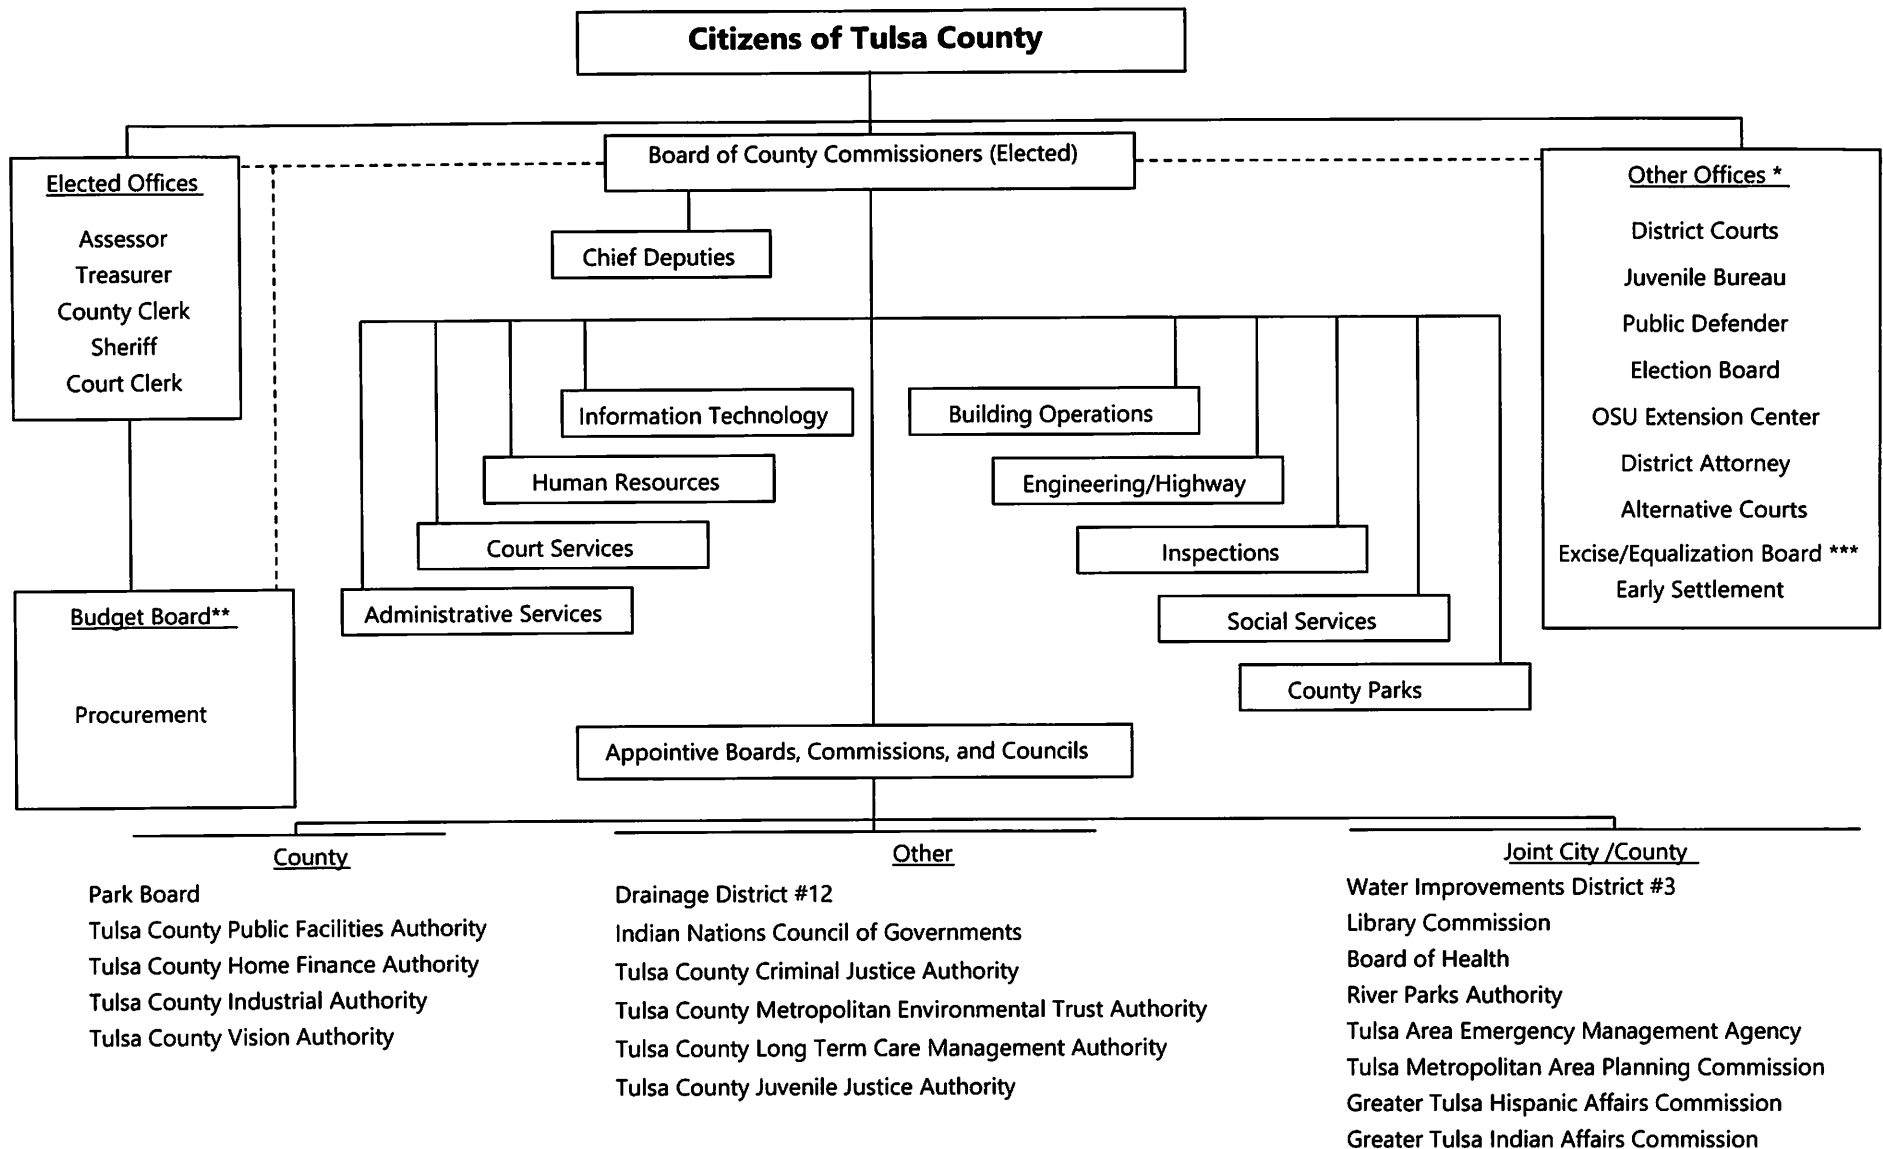 Citizens of Tulsa County
Board of County Commissioners (Elected)
Elected Offices
Assessor
Treasurer
County Clerk
Sheriff
Court Clerk
Other Offices *
District Courts
Juvenile Bureau
Public Defender
Election Board
OSU Extension Center
District Attorney
Alternative Courts
Excise/Equalization Board ***
Early Settlement
Chief Deputies
Information Technology
Human Resources
Court Services
Administrative Services
Building Operations
Engineering/Highway
Inspections
Social Services
County Parks
Budget Board**
Procurement
Appointive Boards, Commissions, and Councils
County
Park Board
Tulsa County Public Facilities Authority
Tulsa County Home Finance Authority
Tulsa County Industrial Authority
Tulsa County Vision Authority
Other
Drainage District #12
Indian Nations Council of Governments
Tulsa County Criminal Justice Authority
Tulsa County Metropolitan Environmental Trust Authority
Tulsa County Long Term Care Management Authority
Tulsa County Juvenile Justice Authority
Joint City /County
Water Improvements District #3
Library Commission
Board of Health
River Parks Authority
Tulsa Area Emergency Management Agency
Tulsa Metropolitan Area Planning Commission
Greater Tulsa Hispanic Affairs Commission
Greater Tulsa Indian Affairs Commission